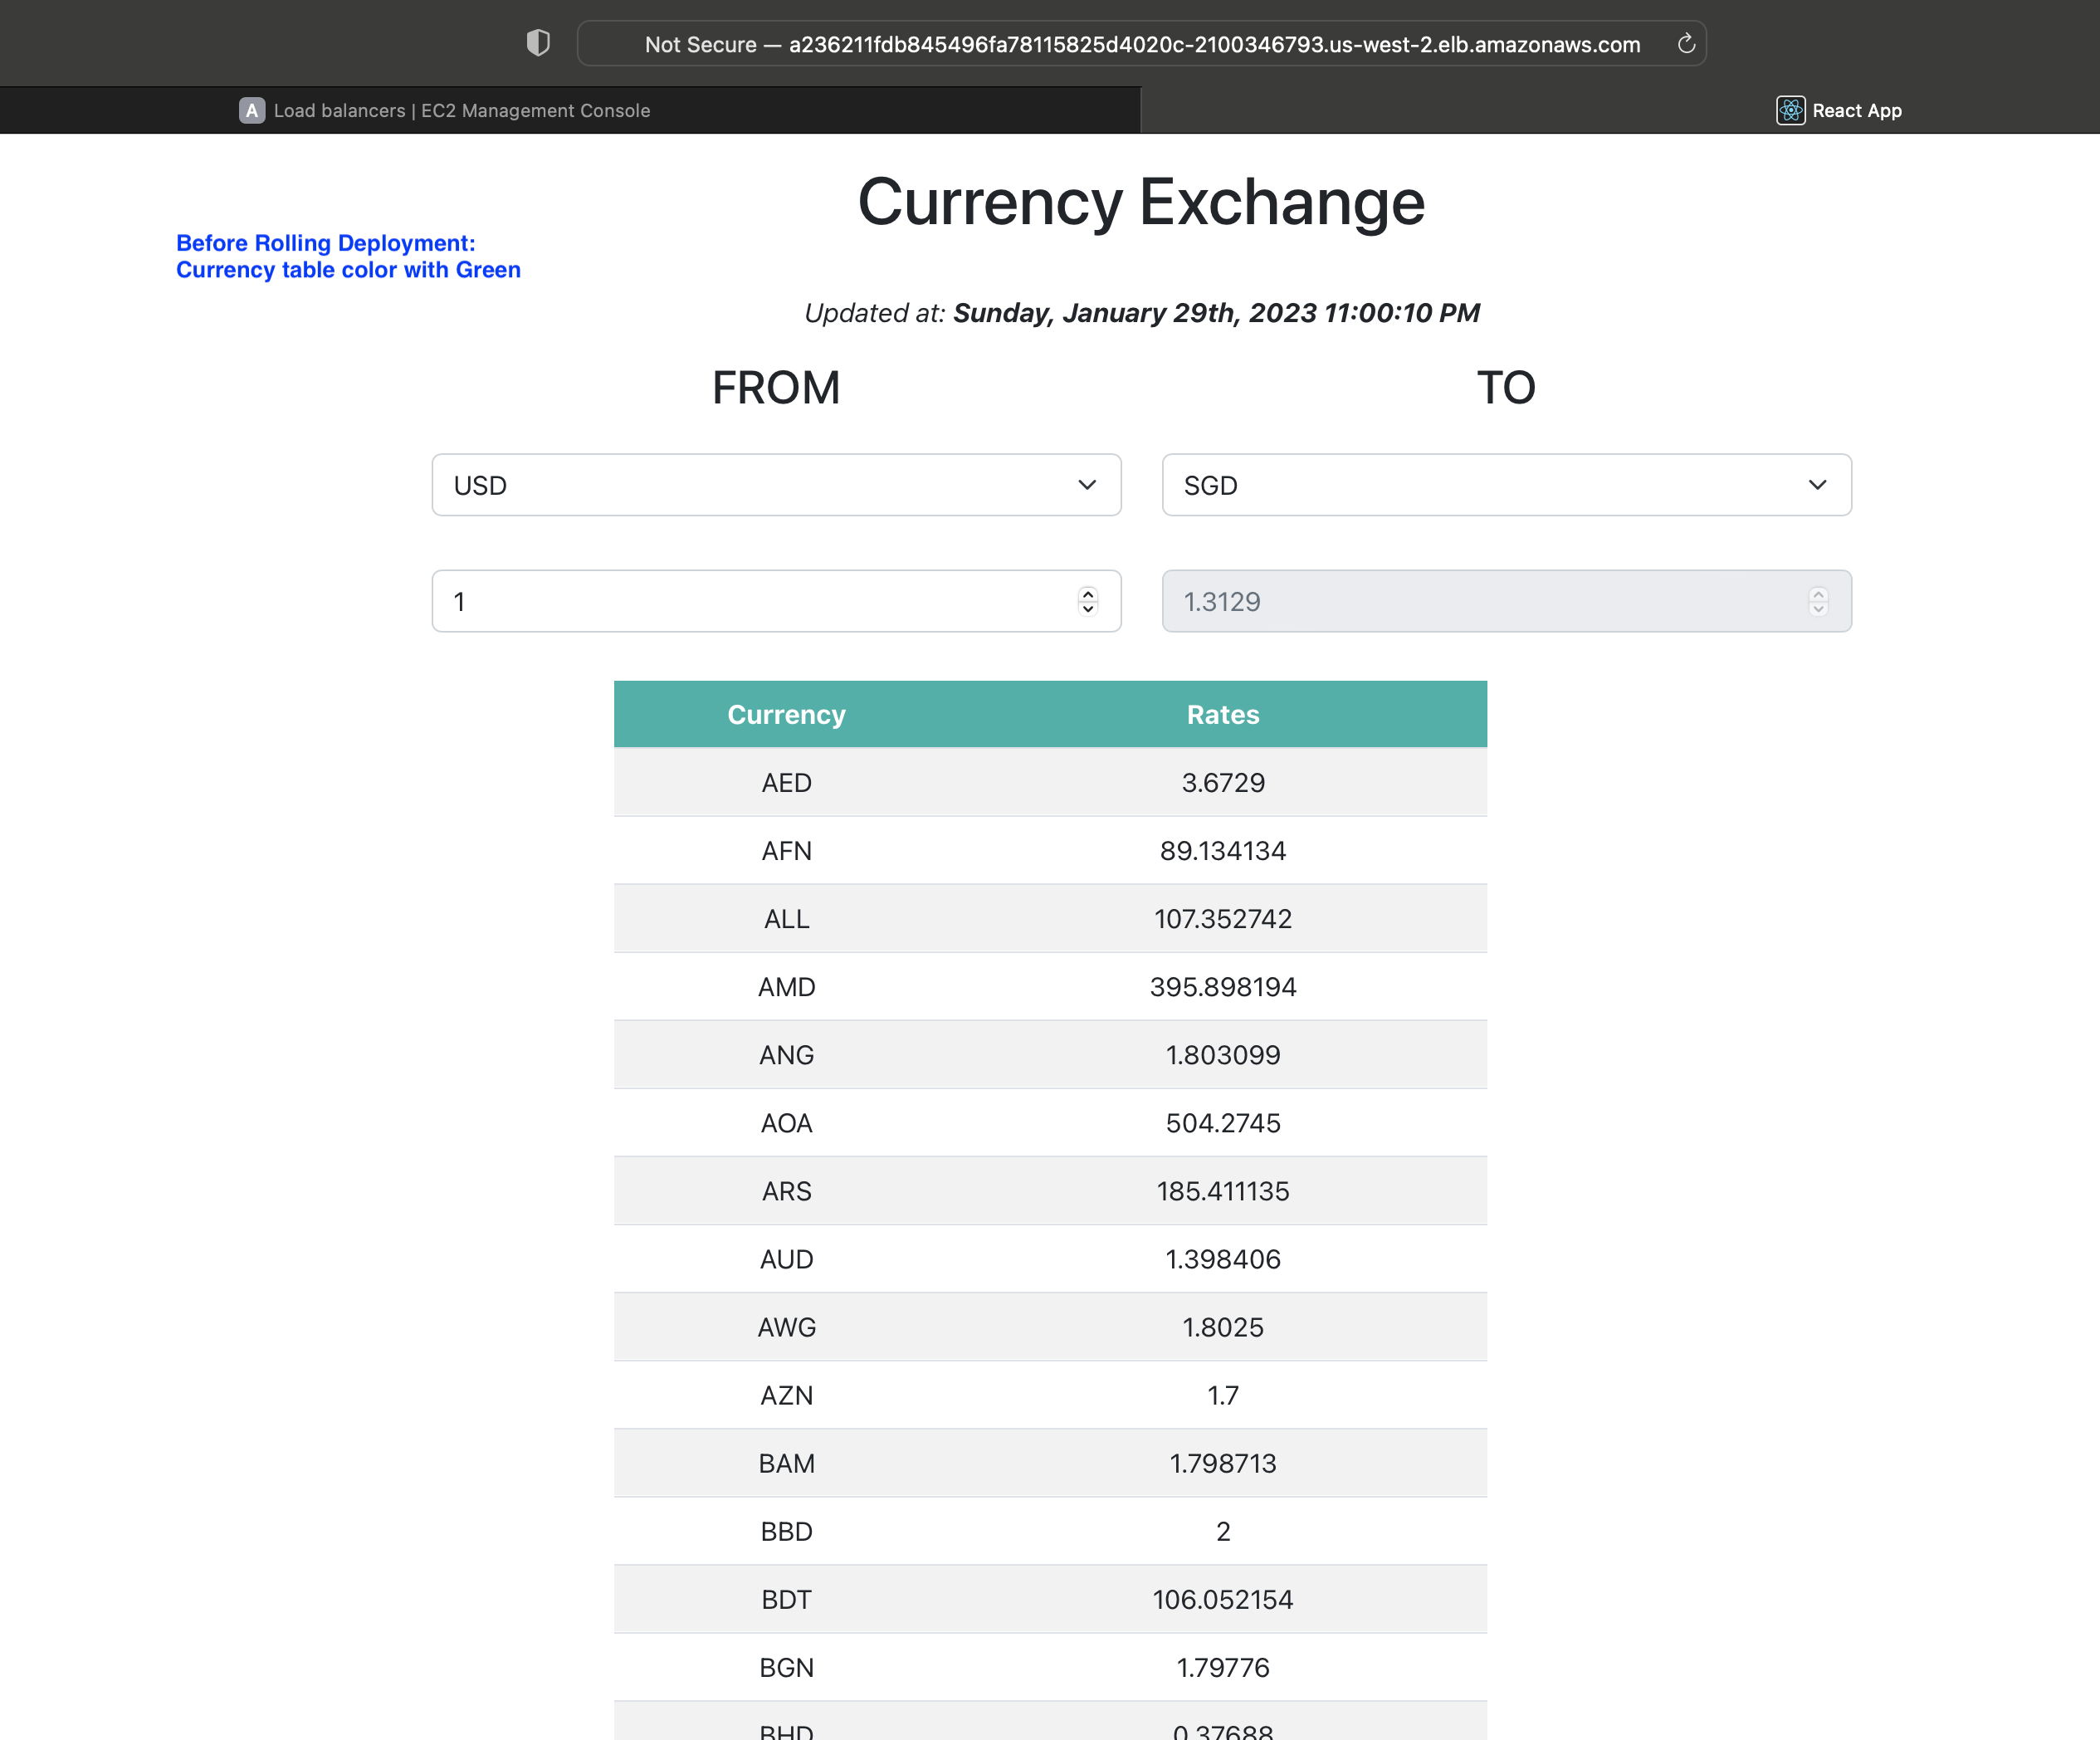 Not Secure — a236211fdb845496fa78115825d4020c-2100346793.us-west-2.elb.amazonaws.com
A Load balancers | EC2 Management Console
React App
Currency Exchange
Before Rolling Deployment:
Currency table color with Green
Updated at: Sunday, January 29th, 2023 11:00:10 PM
FROM TO
USD SGD
1 1.3129
Currency Rates
AED 3.6729
AFN 89.134134
ALL 107.352742
AMD 395.898194
ANG 1.803099
AOA 504.2745
ARS 185.411135
AUD 1.398406
AWG 1.8025
AZN 1.7
BAM 1.798713
BBD 2
BDT 106.052154
BGN 1.79776
BHD 0.37688